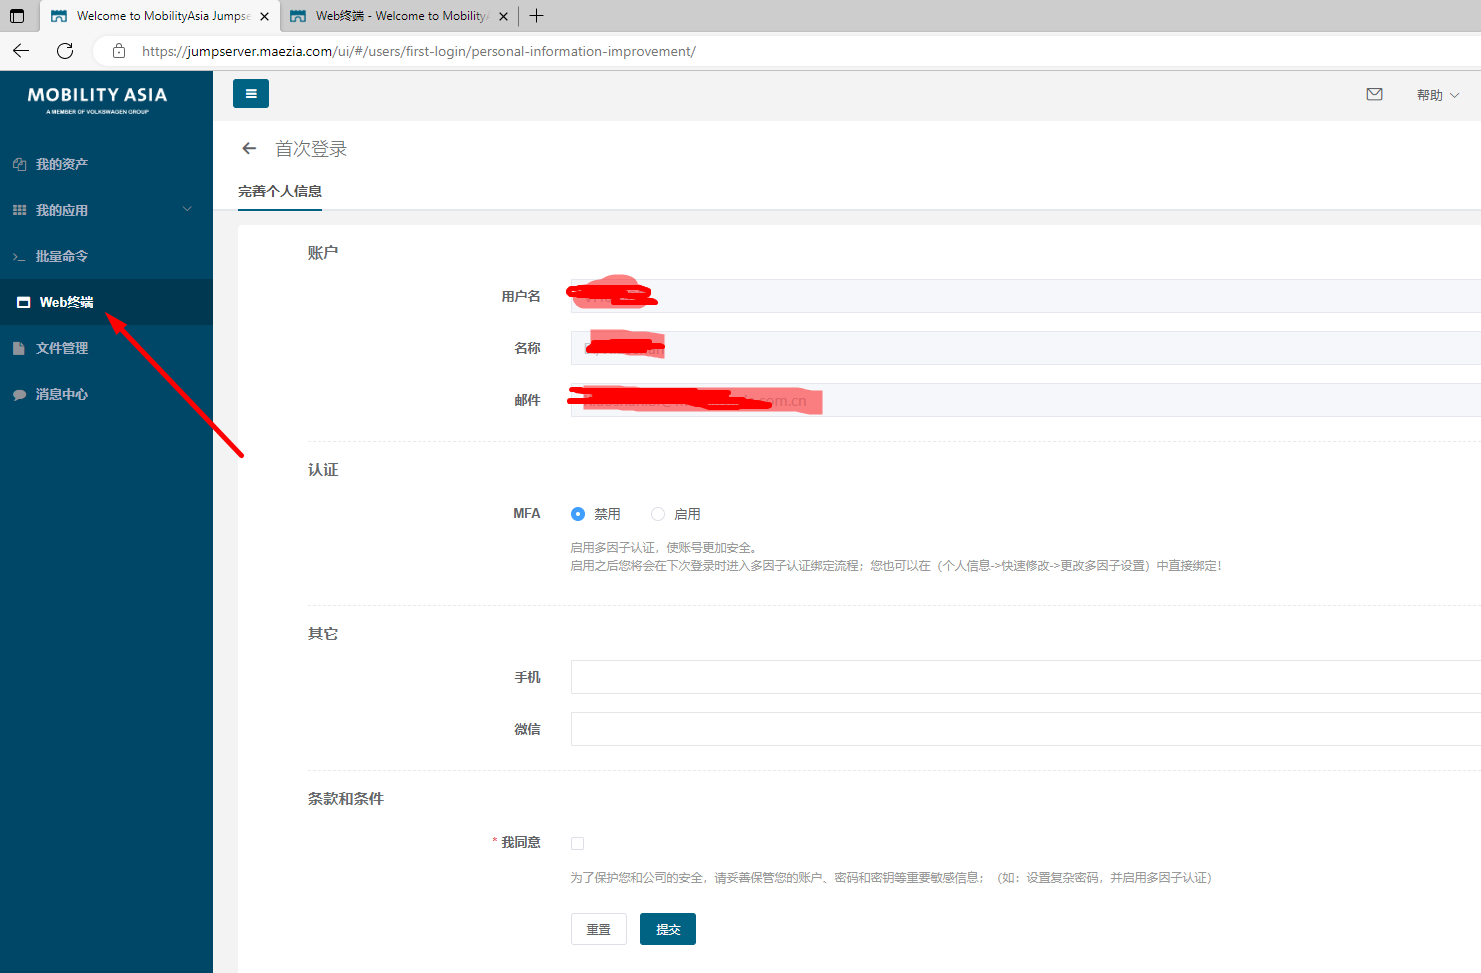 Welcome to MobilityAsia Jumpse
Web终端 - Welcome to Mobility
https://jumpserver.maezia.com/ui/#/users/first-login/personal-information-improvement/
MOBILITY ASIA
A MEMBER OF VOLKSWAGEN GROUP
帮助
首次登录
我的资产
完善个人信息
我的应用
批量命令
Web终端
文件管理
消息中心
账户
用户名
名称
邮件
.com.cn
认证
MFA
禁用
启用
启用多因子认证，使账号更加安全。
启用之后您将会在下次登录时进入多因子认证绑定流程；您也可以在（个人信息->快速修改->更改多因子设置）中直接绑定！
其它
手机
微信
条款和条件
* 我同意
为了保护您和公司的安全，请妥善保管您的账户、密码和密钥等重要敏感信息；（如：设置复杂密码，并启用多因子认证）
重置
提交